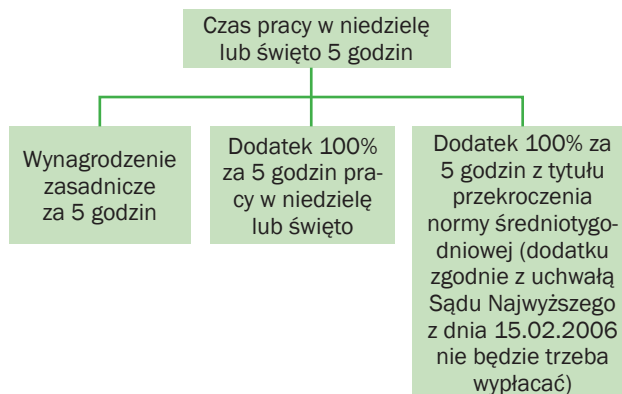 Czas pracy w niedzielę
lub święto 5 godzin
Wynagrodzenie
zasadnicze
za 5 godzin
Dodatek 100%
za 5 godzin pra-
cy w niedzielę
lub święto
Dodatek 100% za
5 godzin z tytułu
przekroczenia
normy średniotygo-
dniowej (dodatku
zgodnie z uchwałą
Sądu Najwyższego
z dnia 15.02.2006
nie będzie trzeba
wypłacać)